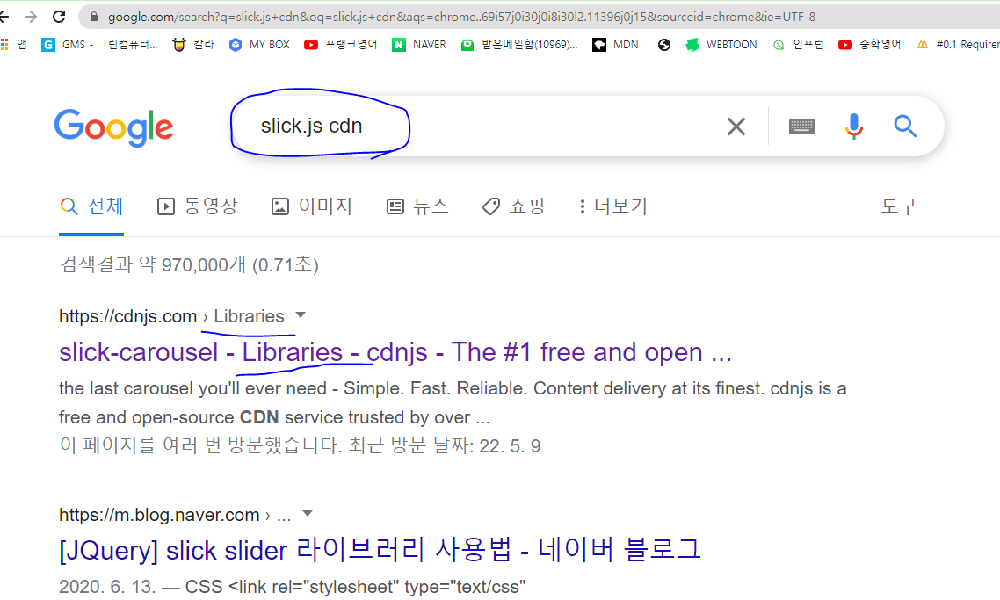 google.com/search?q=slick.js+cdn&oq=slick.js+cdn&aqs=chrome..69i57j0i30j0i8i30l2.11396j0j15&sourceid=chrome&ie=UTF-8
앱 GMS - 그린컴퓨터... 칼라 MY BOX 프랭크영어 NAVER 받은메일함(10969)... MDN WEBTOON 인프런 중학영어 #0.1 Requirer
Google slick.js cdn
전체 동영상 이미지 뉴스 쇼핑 더보기 도구
검색결과 약 970,000개 (0.71초)
https://cdnjs.com › Libraries
slick-carousel - Libraries - cdnjs - The #1 free and open ...
the last carousel you'll ever need - Simple. Fast. Reliable. Content delivery at its finest. cdnjs is a
free and open-source CDN service trusted by over ...
이 페이지를 여러 번 방문했습니다. 최근 방문 날짜: 22. 5. 9
https://m.blog.naver.com › ...
[JQuery] slick slider 라이브러리 사용법 - 네이버 블로그
2020. 6. 13. — CSS <link rel="stylesheet" type="text/css"